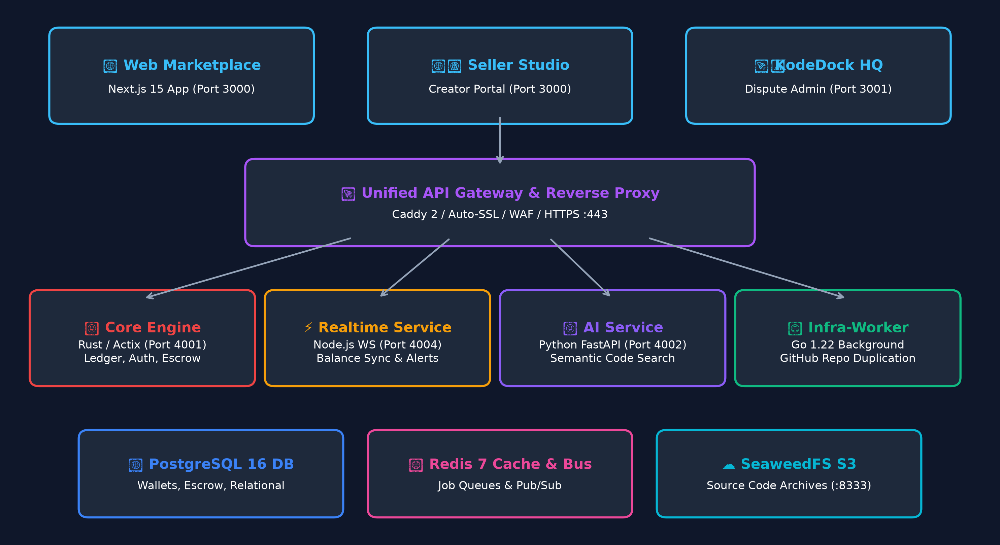 Web Marketplace
Next.js 15 App (Port 3000)
Seller Studio
Creator Portal (Port 3000)
KodeDock HQ
Dispute Admin (Port 3001)
Unified API Gateway & Reverse Proxy
Caddy 2 / Auto-SSL / WAF / HTTPS :443
Core Engine
Rust / Actix (Port 4001)
Ledger, Auth, Escrow
⚡ Realtime Service
Node.js WS (Port 4004)
Balance Sync & Alerts
AI Service
Python FastAPI (Port 4002)
Semantic Code Search
Infra-Worker
Go 1.22 Background
GitHub Repo Duplication
PostgreSQL 16 DB
Wallets, Escrow, Relational
Redis 7 Cache & Bus
Job Queues & Pub/Sub
☁ SeaweedFS S3
Source Code Archives (:8333)